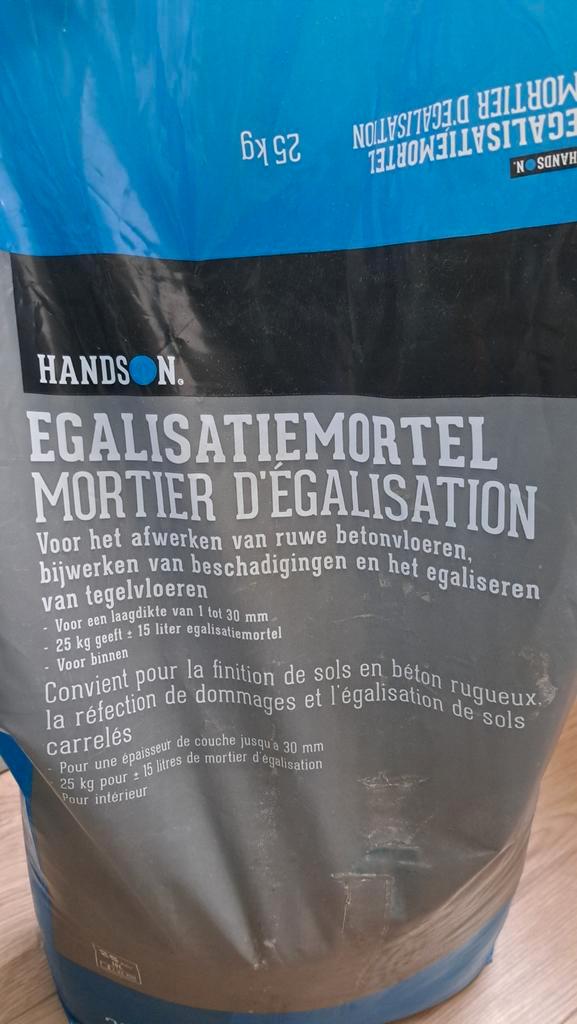 HANDSON.
EGALISATIEMORTEL
MORTIER D'ÉGALISATION
25 kg
HANDSON.
EGALISATIEMORTEL
MORTIER D'ÉGALISATION
Voor het afwerken van ruwe betonvloeren,
bijwerken van beschadigingen en het egaliseren
van tegelvloeren
- Voor een laagdikte van 1 tot 30 mm
- 25 kg geeft ± 15 liter egalisatiemortel
- Voor binnen
Convient pour la finition de sols en béton rugueux,
la réfection de dommages et l'égalisation de sols
carrelés
- Pour une épaisseur de couche jusqu'à 30 mm
- 25 kg pour ± 15 litres de mortier d'égalisation
Pour intérieur